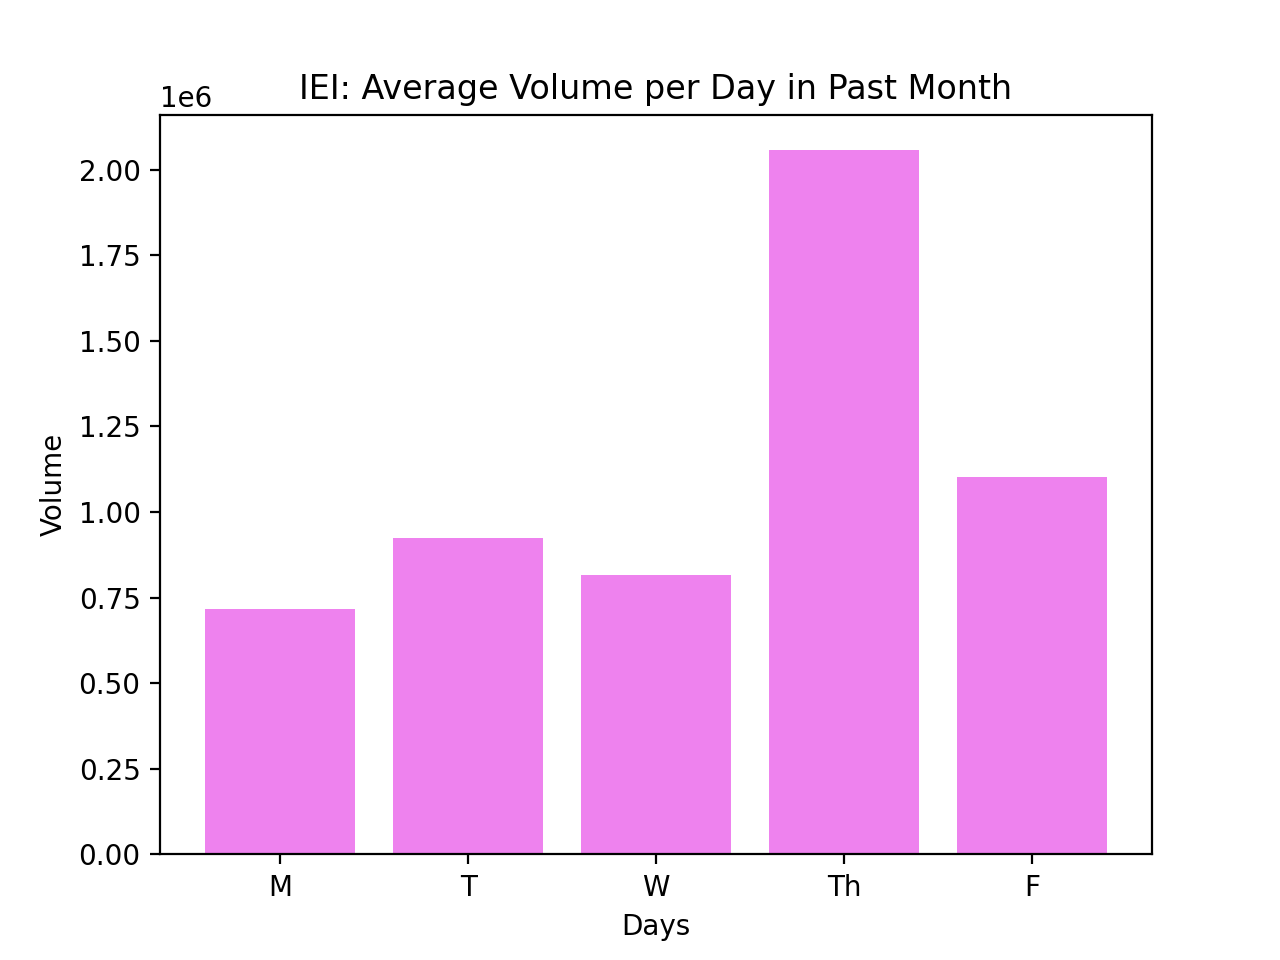 IEI: Average Volume per Day in Past Month
1e6
2.00
1.75
1.50
1.25
1.00
0.75
0.50
0.25
0.00
Volume
M T W Th F
Days